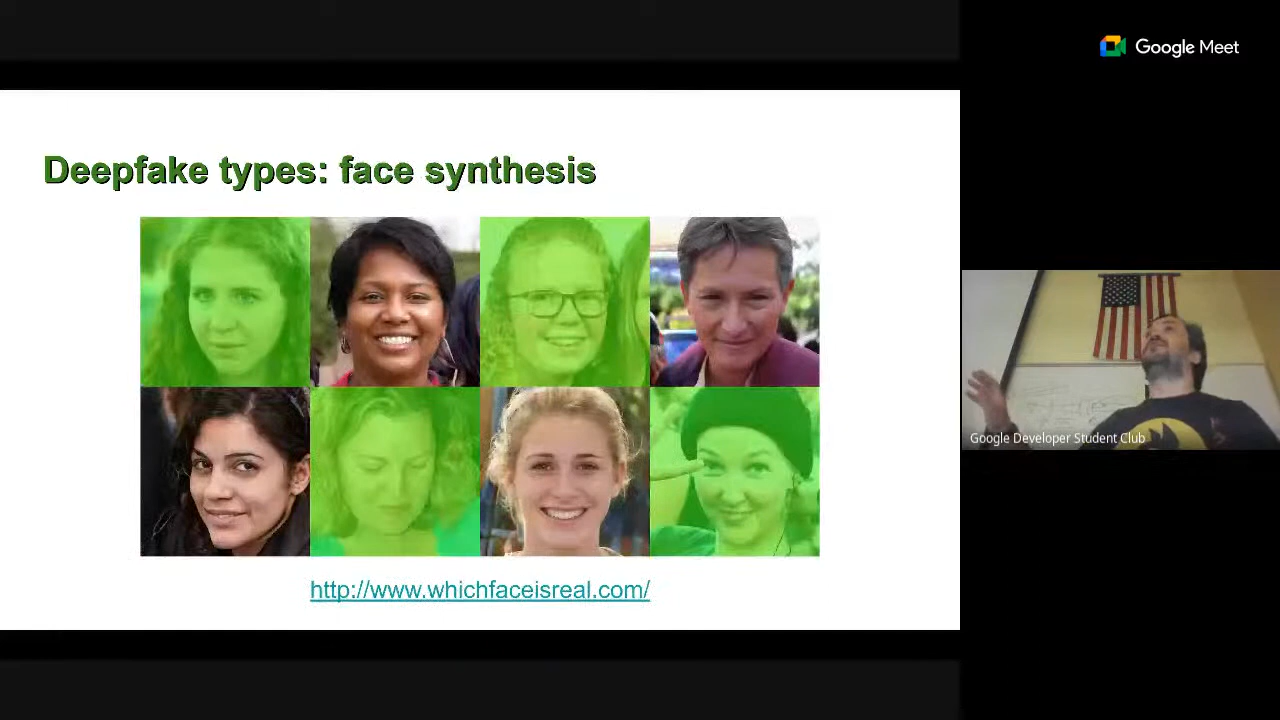 Google Meet
Deepfake types: face synthesis
http://www.whichfaceisreal.com/
Google Developer Student Club